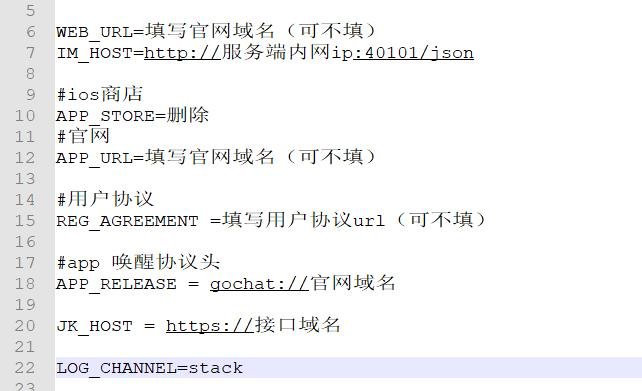 5
6 WEB_URL=填写官网域名（可不填）
7 IM_HOST=http://服务端内网ip:40101/json
8
9 #ios商店
10 APP_STORE=删除
11 #官网
12 APP_URL=填写官网域名（可不填）
13
14 #用户协议
15 REG_AGREEMENT =填写用户协议url（可不填）
16
17 #app 唤醒协议头
18 APP_RELEASE = gochat://官网域名
19
20 JK_HOST = https://接口域名
21
22 LOG_CHANNEL=stack
23